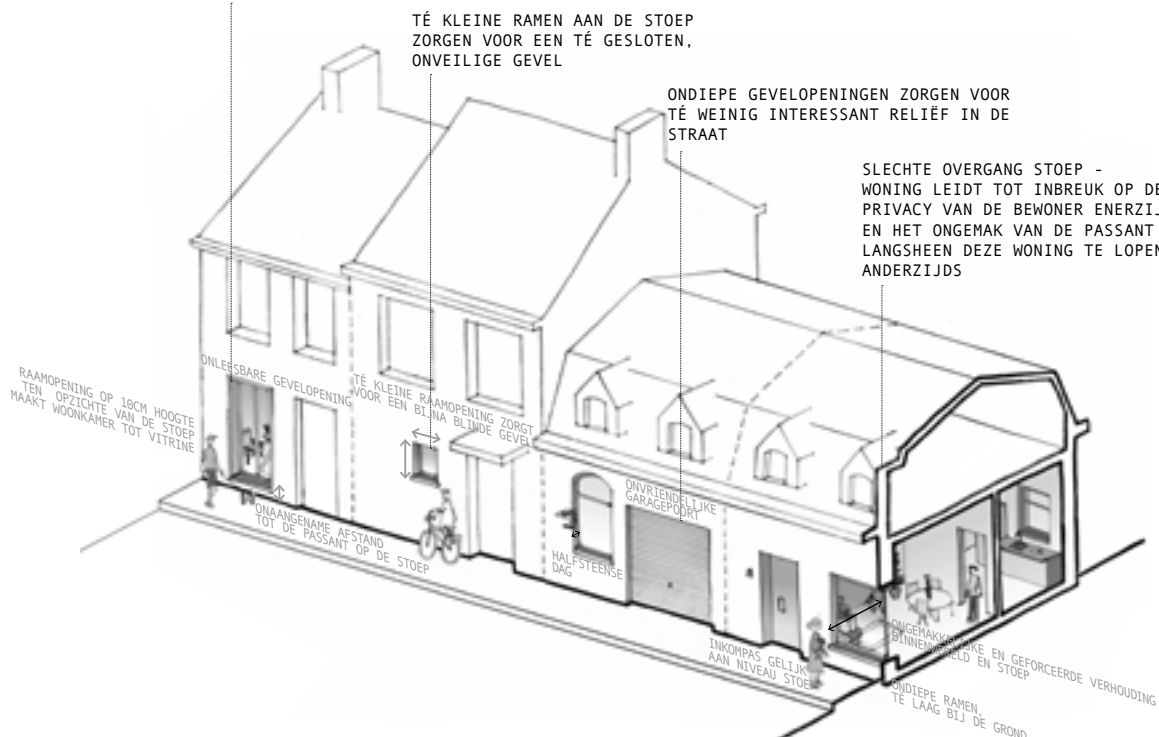 TÉ KLEINE RAMEN AAN DE STOEP
ZORGEN VOOR EEN TÉ GESLOTEN,
ONVEILIGE GEVEL
ONDIEPE GEVELOPENINGEN ZORGEN VOOR
TÉ WEINIG INTERESSANT RELIËF IN DE
STRAAT
SLECHTE OVERGANG STOEP -
WONING LEIDT TOT INBREUK OP DE
PRIVACY VAN DE BEWONER ENERZIJ
EN HET ONGEMAK VAN DE PASSANT
LANGSHEEN DEZE WONING TE LOPEN
ANDERZIJDS
RAAMOPENING OP 10CM HOOGTE
TEN OPZICHTE VAN DE STOEP
MAAKT WOONKAMER TOT VITRINE
ONLEESBARE GEVELOPENING
TÉ KLEINE RAAMOPENING ZORGT
VOOR EEN BIJNA BLINDE GEVEL
ONAANGENAME AFSTAND
TOT DE PASSANT OP DE STOEP
HALFSTEENSE
DAG
ONVRIENDELIJKE
GARAGEPOORT
INKOMPAS GELIJK
AAN NIVEAU STOEP
ONGEMAKKELIJKE EN GEFORCEERDE VERHOUDING
BINNENWERELD EN STOEP
ONDIEPE RAMEN,
TE LAAG BIJ DE GROND